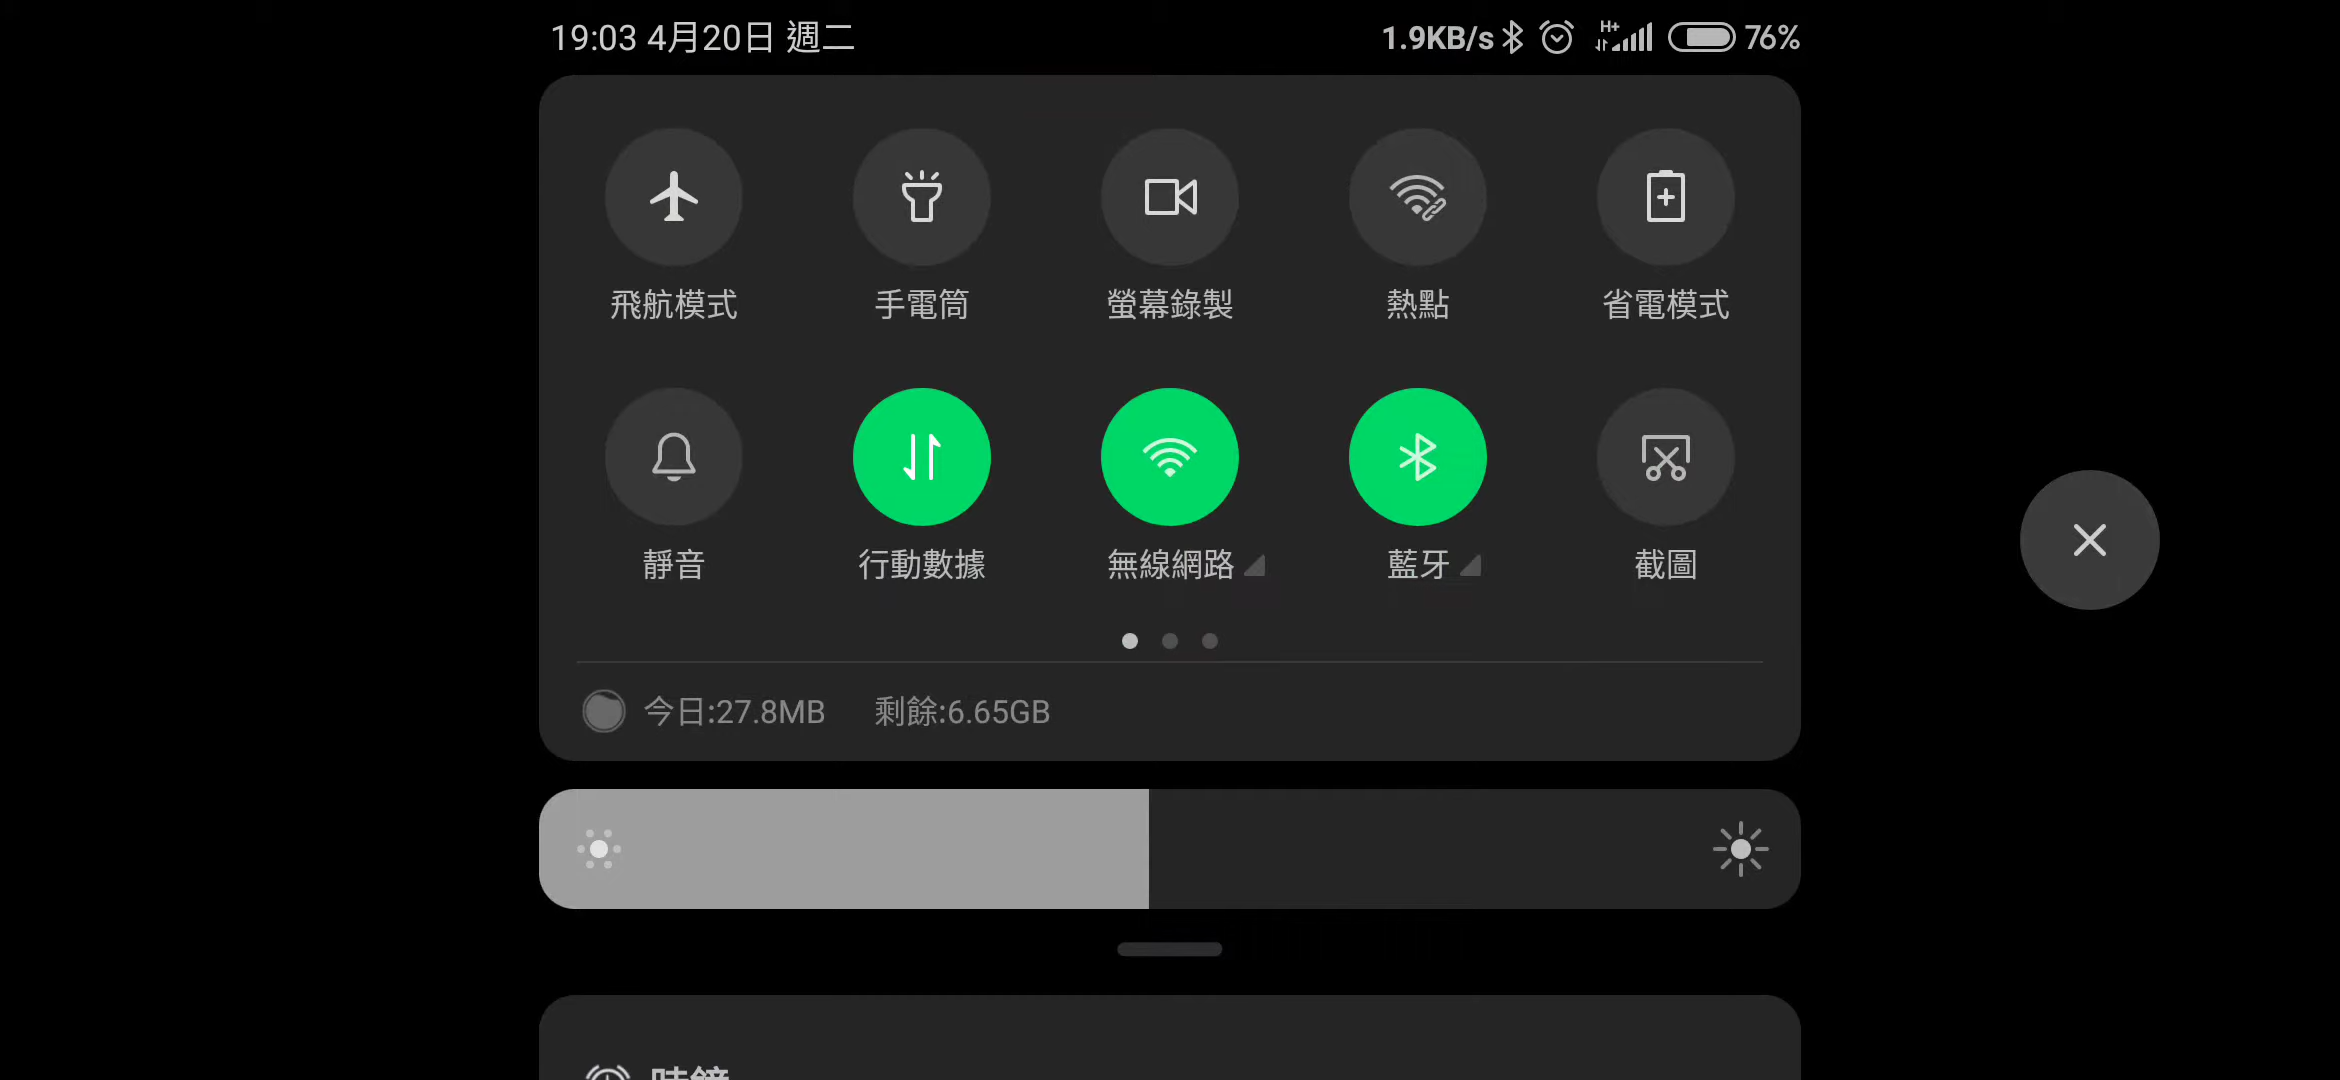 19:03 4月20日 週二
1.9KB/s H+ 76%
飛航模式 手電筒 螢幕錄製 熱點 省電模式
靜音 行動數據 無線網路 藍牙 截圖
今日:27.8MB 剩餘:6.65GB
時鐘